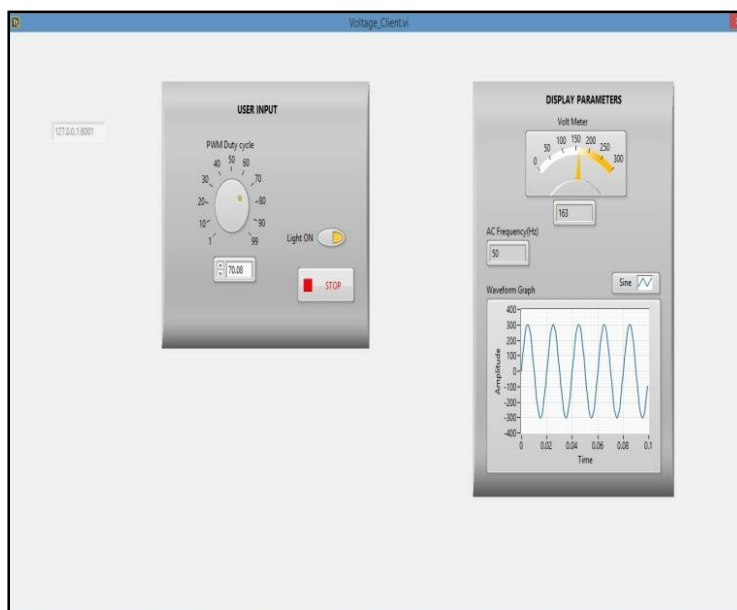 Voltage_Client.vi
127.0.0.1:8001
USER INPUT
PWM Duty cycle
1 10 20 30 40 50 60 70 80 90 99
70.08
Light ON
STOP
DISPLAY PARAMETERS
Volt Meter
0 50 100 150 200 250 300
163
AC Frequency(Hz)
50
Sine
Waveform Graph
Amplitude
400
300
200
100
0
-100
-200
-300
-400
0 0.02 0.04 0.06 0.08 0.1
Time